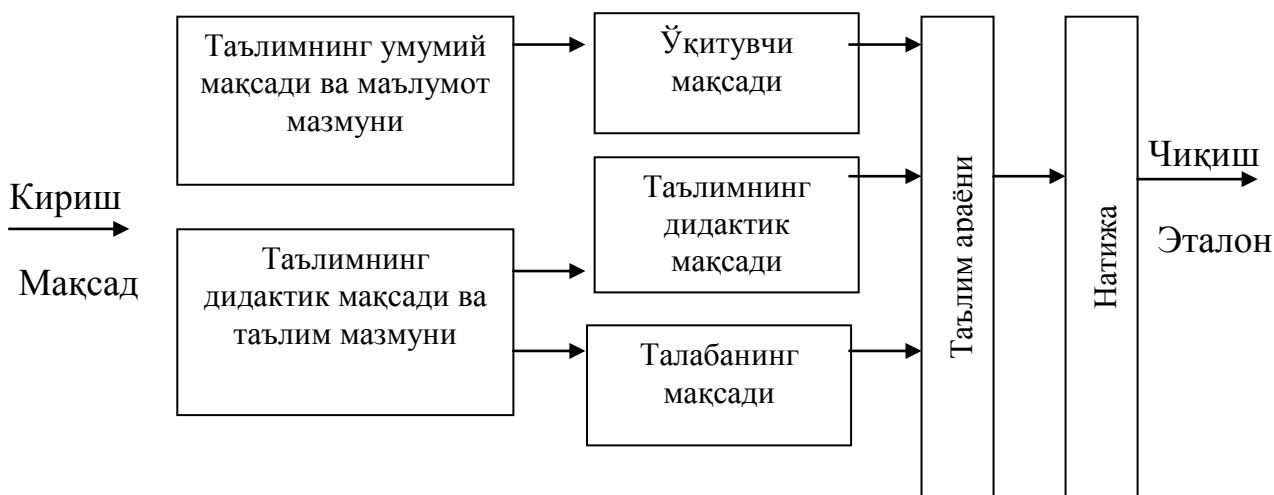 Кириш
Мақсад
Таълимнинг умумий
мақсади ва маълумот
мазмуни
Таълимнинг
дидактик мақсади ва
таълим мазмуни
Ўқитувчи
мақсади
Таълимнинг
дидактик
мақсади
Талабанинг
мақсади
Таълим араёни
Натижа
Чиқиш
Эталон